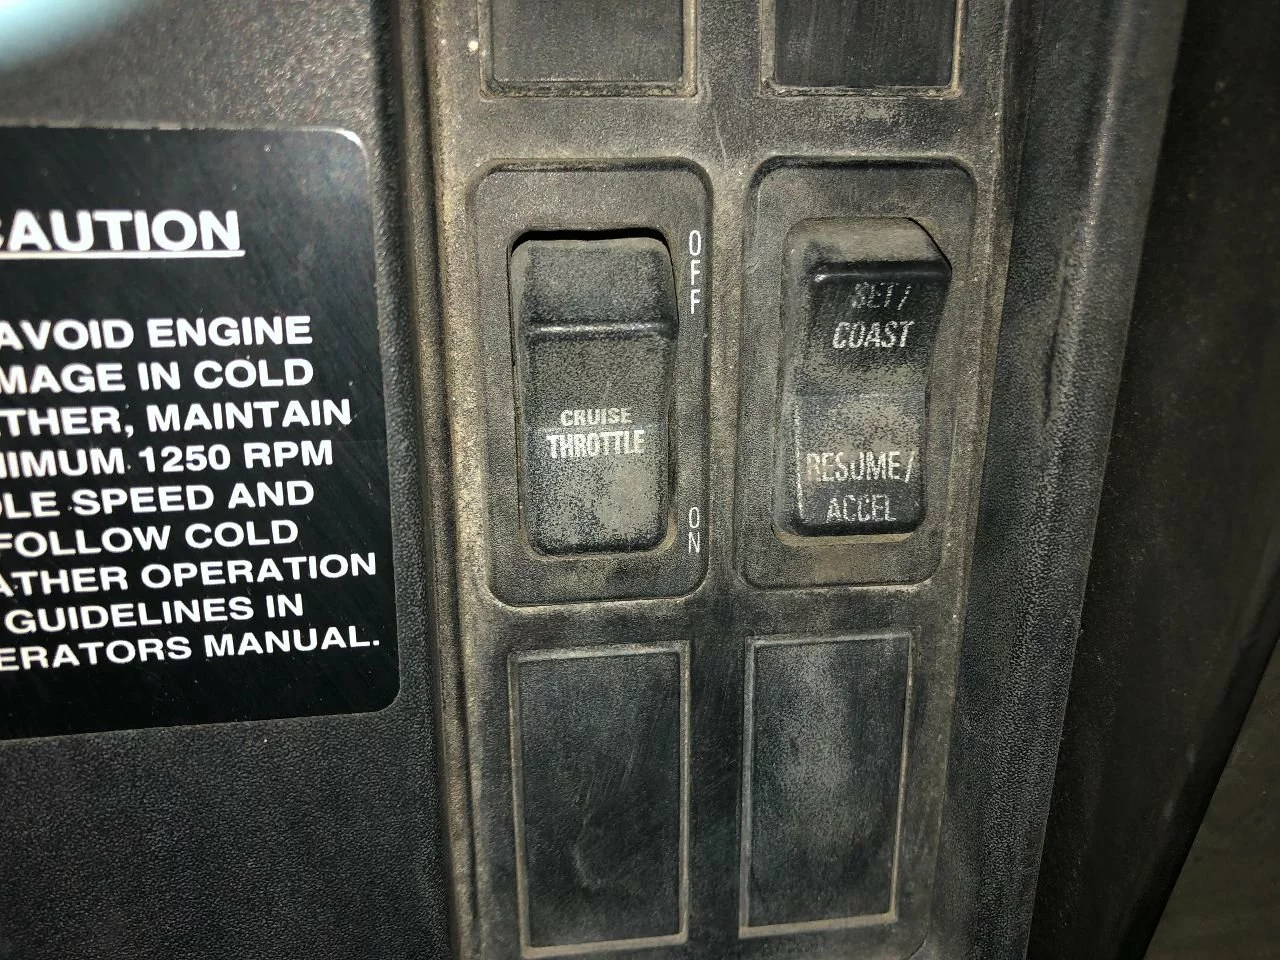 CAUTION
AVOID ENGINE
MAGE IN COLD
THER, MAINTAIN
NIMUM 1250 RPM
LE SPEED AND
FOLLOW COLD
ATHER OPERATION
GUIDELINES IN
ERATORS MANUAL.
OFF
CRUISE
THROTTLE
ON
SET/
COAST
RESUME/
ACCEL